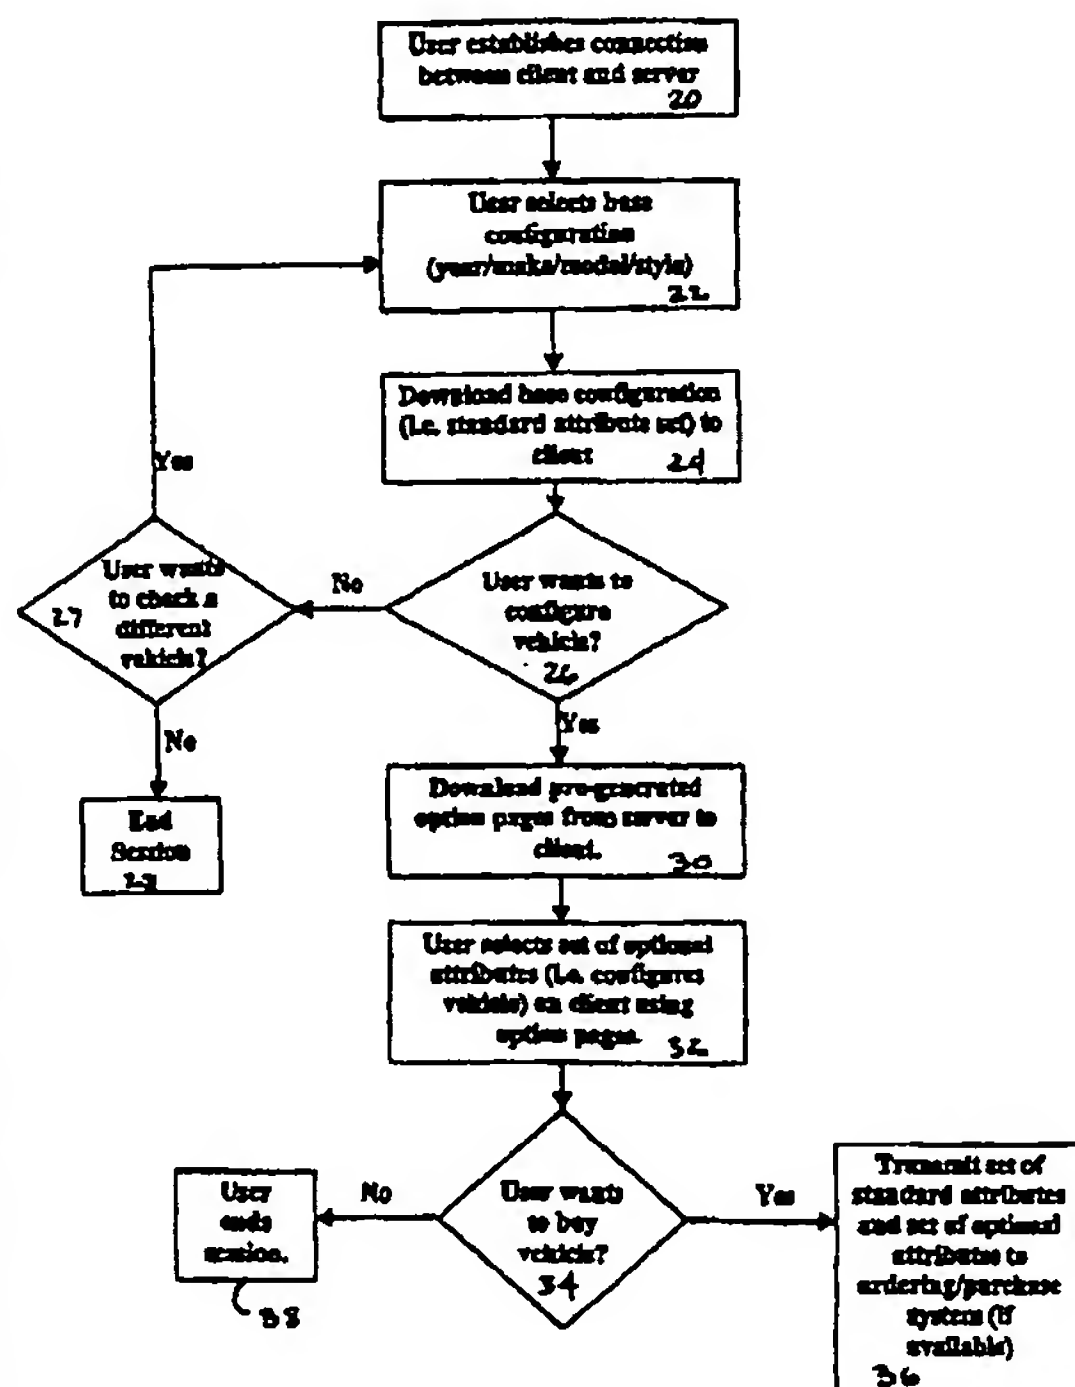 User establishes connection
between client and server
20
User selects base
configuration
(year/make/model/style)
22
Download base configuration
(i.e. standard attribute set) to
client
24
Yes
User wants
to check a
different
vehicle?
27
No
User wants to
configure
vehicle?
26
Yes
No
End
Session
Download pre-generated
option pages from server to
client.
30
User selects set of optional
attributes (i.e. configures
vehicle) on client using
option pages.
32
User
ends
session.
38
No
User wants
to buy
vehicle?
34
Yes
Transmit set of
standard attributes
and set of optional
attributes to
ordering/purchase
system (if
available)
36